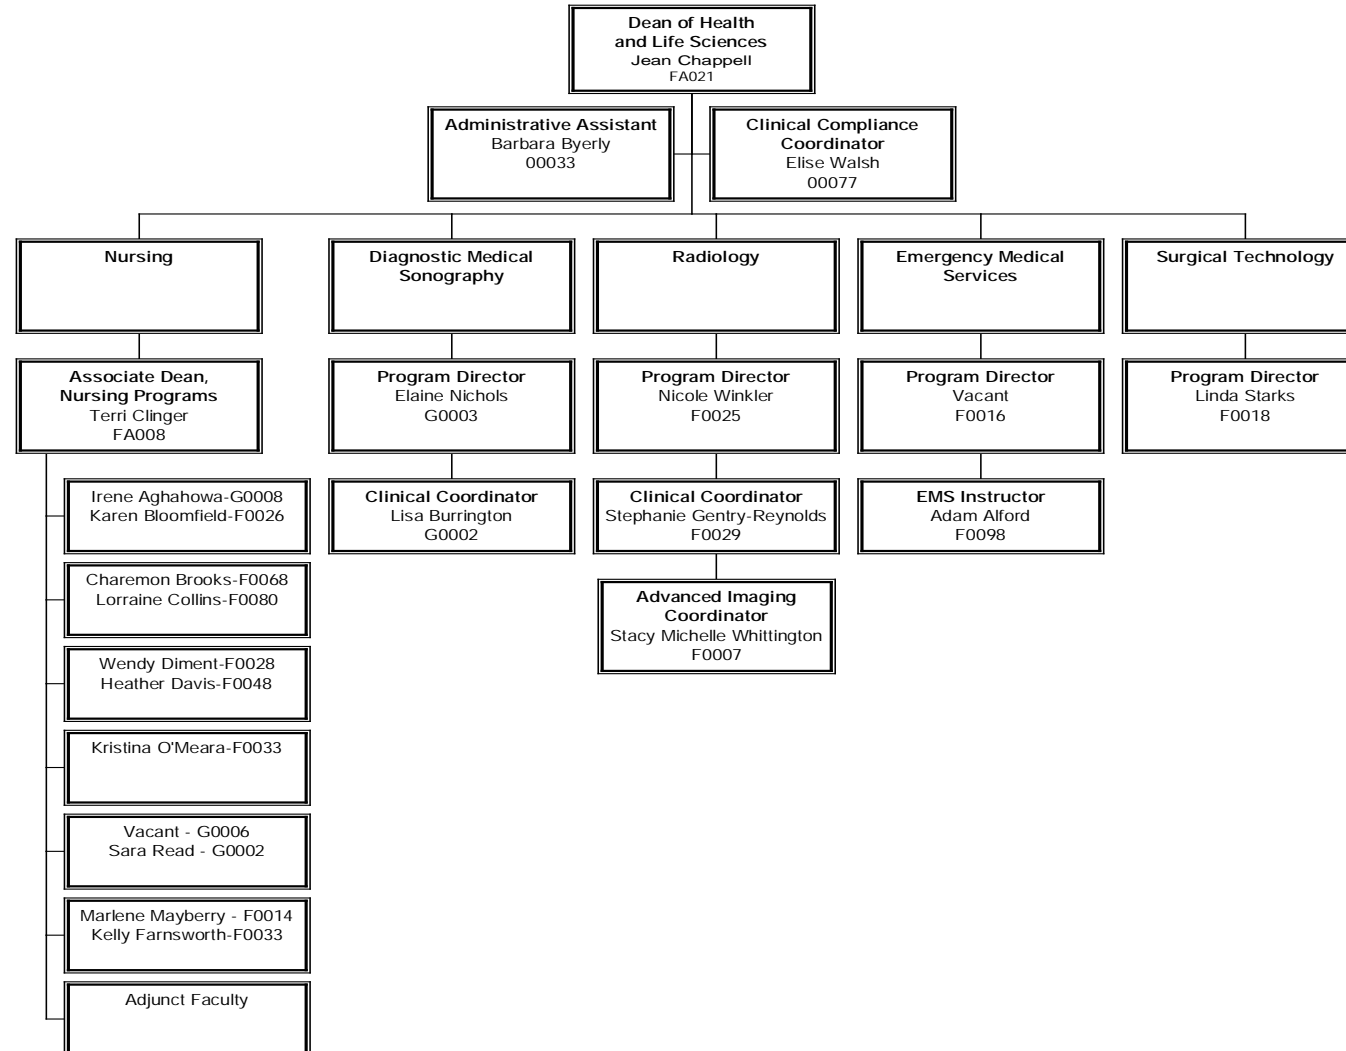 Dean of Health
and Life Sciences
Jean Chappell
FA021
Administrative Assistant
Barbara Byerly
00033
Clinical Compliance
Coordinator
Elise Walsh
00077
Nursing
Diagnostic Medical
Sonography
Radiology
Emergency Medical
Services
Surgical Technology
Associate Dean,
Nursing Programs
Terri Clinger
FA008
Program Director
Elaine Nichols
G0003
Program Director
Nicole Winkler
F0025
Program Director
Vacant
F0016
Program Director
Linda Starks
F0018
Irene Aghahowa-G0008
Karen Bloomfield-F0026
Clinical Coordinator
Lisa Burrington
G0002
Clinical Coordinator
Stephanie Gentry-Reynolds
F0029
EMS Instructor
Adam Alford
F0098
Charemon Brooks-F0068
Lorraine Collins-F0080
Advanced Imaging
Coordinator
Stacy Michelle Whittington
F0007
Wendy Diment-F0028
Heather Davis-F0048
Kristina O'Meara-F0033
Vacant - G0006
Sara Read - G0002
Marlene Mayberry - F0014
Kelly Farnsworth-F0033
Adjunct Faculty